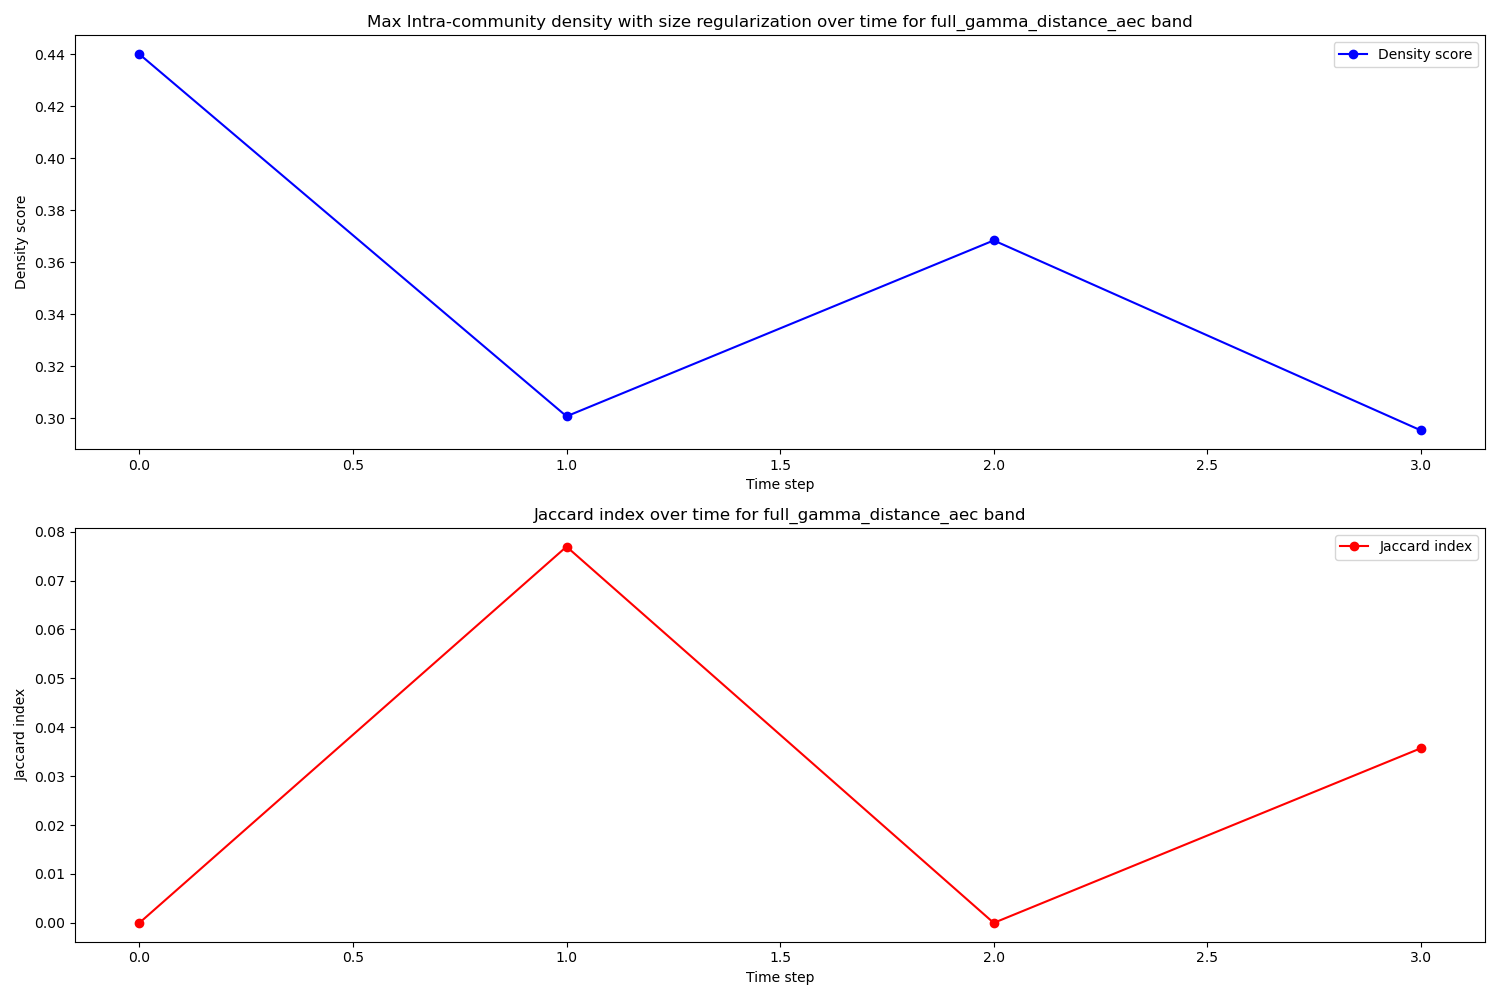 Max Intra-community density with size regularization over time for full_gamma_distance_aec band
Density score
0.44
0.42
0.40
0.38
0.36
0.34
0.32
0.30
Density score
0.0 0.5 1.0 1.5 2.0 2.5 3.0
Time step
Jaccard index over time for full_gamma_distance_aec band
Jaccard index
0.08
0.07
0.06
0.05
0.04
0.03
0.02
0.01
0.00
Jaccard index
0.0 0.5 1.0 1.5 2.0 2.5 3.0
Time step